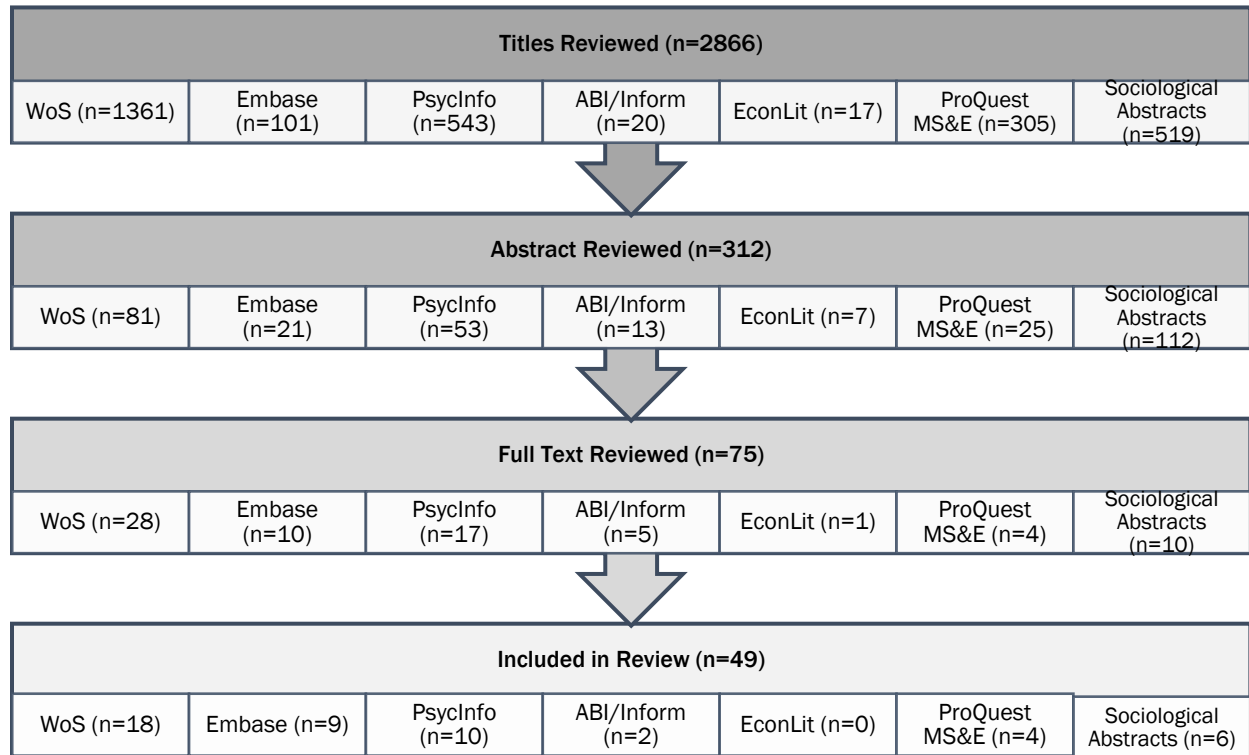 Titles Reviewed (n=2866)
WoS (n=1361)
Embase
(n=101)
PsycInfo
(n=543)
ABI/Inform
(n=20)
EconLit (n=17)
ProQuest
MS&E (n=305)
Sociological
Abstracts
(n=519)
Abstract Reviewed (n=312)
WoS (n=81)
Embase
(n=21)
PsycInfo
(n=53)
ABI/Inform
(n=13)
EconLit (n=7)
ProQuest
MS&E (n=25)
Sociological
Abstracts
(n=112)
Full Text Reviewed (n=75)
WoS (n=28)
Embase
(n=10)
PsycInfo
(n=17)
ABI/Inform
(n=5)
EconLit (n=1)
ProQuest
MS&E (n=4)
Sociological
Abstracts
(n=10)
Included in Review (n=49)
WoS (n=18)
Embase (n=9)
PsycInfo
(n=10)
ABI/Inform
(n=2)
EconLit (n=0)
ProQuest
MS&E (n=4)
Sociological
Abstracts (n=6)